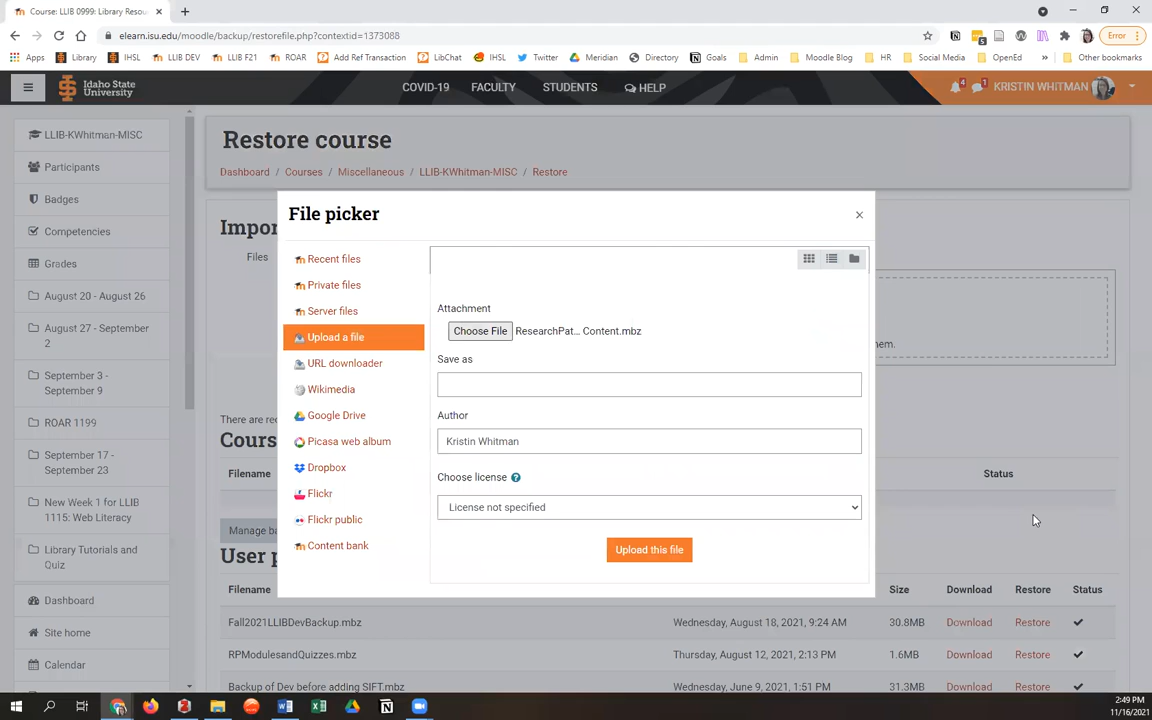 Course: LLIB 0999: Library Resou
elearn.isu.edu/moodle/backup/restorefile.php?contextid=1373088
Error
Apps
Library
IHSL
LLIB DEV
LLIB F21
ROAR
Add Ref Transaction
LibChat
IHSL
Twitter
Meridian
Directory
Goals
Admin
Moodle Blog
HR
Social Media
OpenEd
Other bookmarks
Idaho State
University
COVID-19
FACULTY
STUDENTS
HELP
4
1
KRISTIN WHITMAN
LLIB-KWhitman-MISC
Participants
Badges
Competencies
Grades
August 20 - August 26
August 27 - September
2
September 3 -
September 9
ROAR 1199
September 17 -
September 23
New Week 1 for LLIB
1115: Web Literacy
Library Tutorials and
Quiz
Dashboard
Site home
Calendar
Restore course
Dashboard / Courses / Miscellaneous / LLIB-KWhitman-MISC / Restore
Files
em.
File picker
×
Recent files
Private files
Server files
Upload a file
URL downloader
Wikimedia
Google Drive
Picasa web album
Dropbox
Flickr
Flickr public
Content bank
Attachment
Choose File ResearchPat... Content.mbz
Save as
Author
Kristin Whitman
Choose license
License not specified
Upload this file
There are re
Cours
Filename
Status
Manage ba
User p
Filename
Size
Download
Restore
Status
Fall2021LLIBDevBackup.mbz
Wednesday, August 18, 2021, 9:24 AM
30.8MB
Download
Restore
RPModulesandQuizzes.mbz
Thursday, August 12, 2021, 2:13 PM
1.6MB
Download
Restore
Backup of Dev before adding SIFT.mbz
Wednesday, June 9, 2021, 1:51 PM
31.3MB
Download
Restore
2:49 PM
11/16/2021